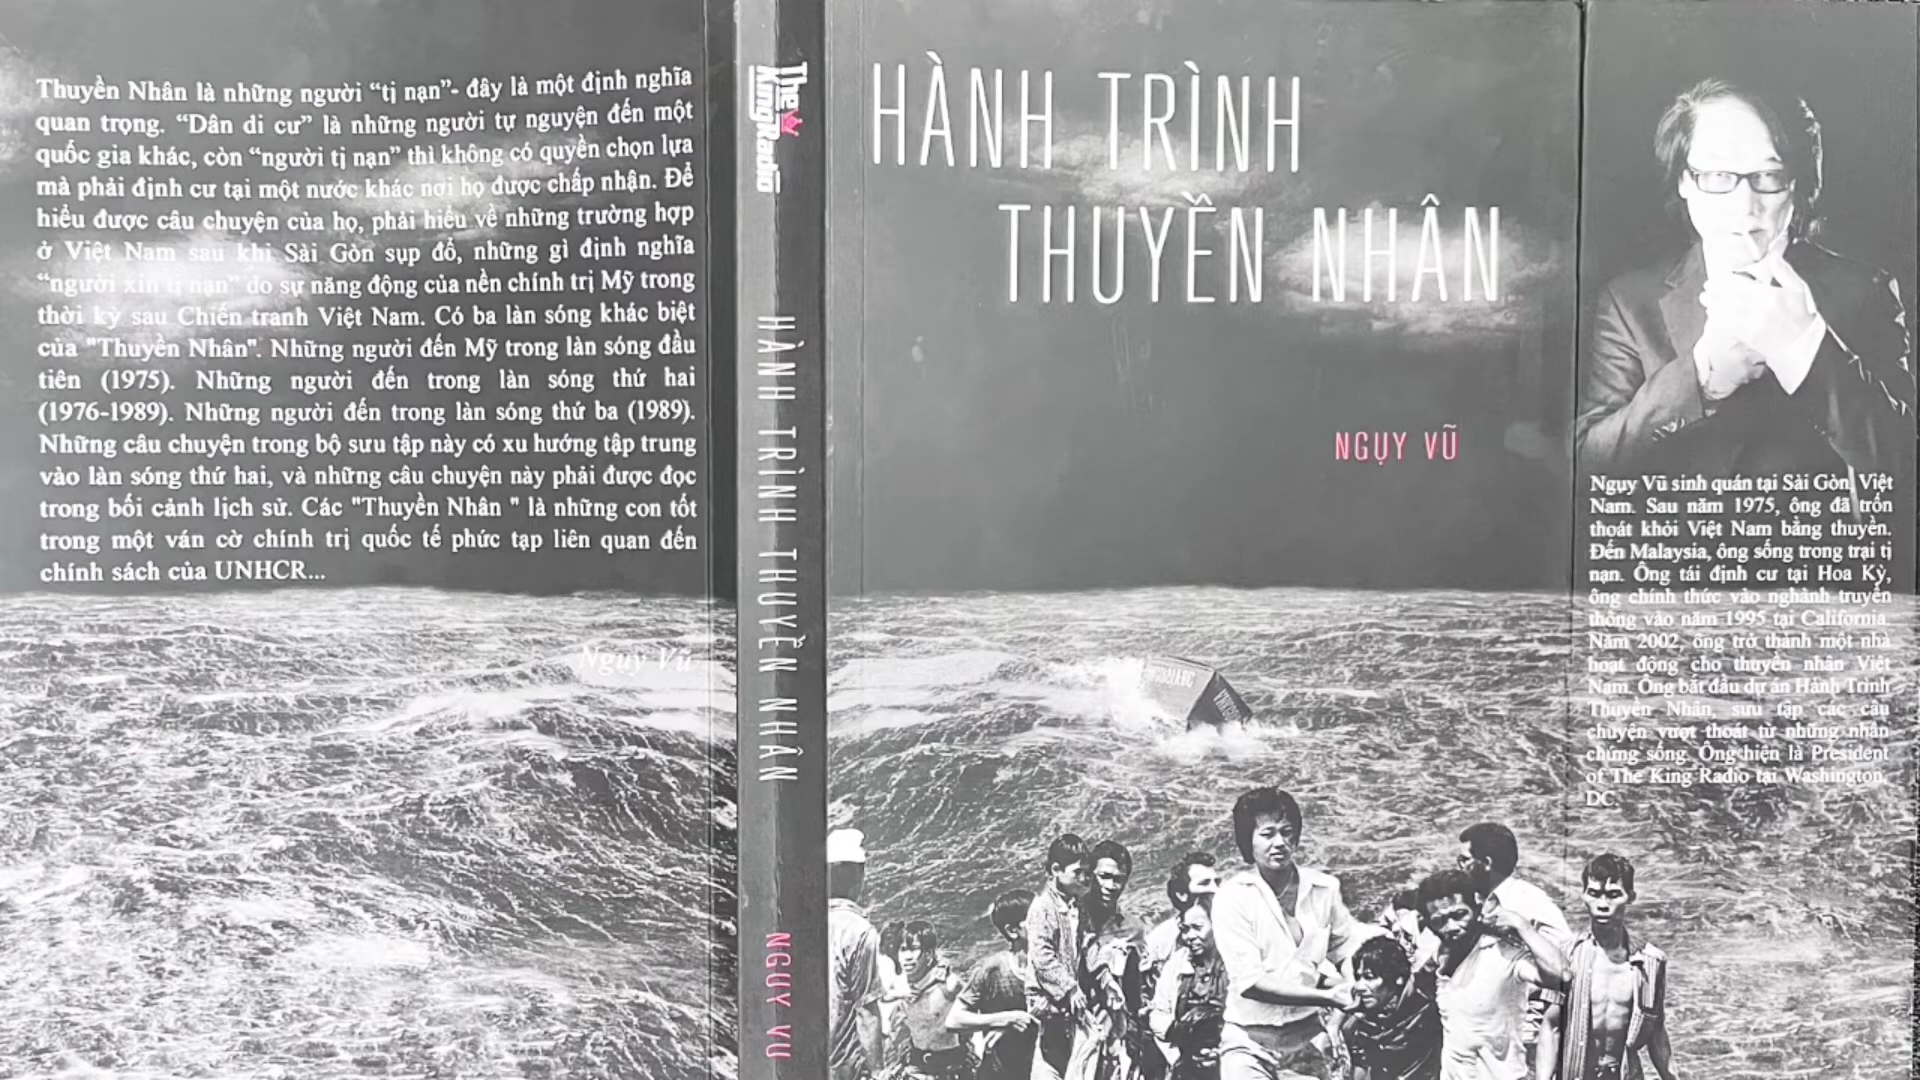 Thuyền Nhân là những người “tị nạn”- đây là một định nghĩa
quan trọng. “Dân di cư” là những người tự nguyện đến một
quốc gia khác, còn “người tị nạn” thì không có quyền chọn lựa
mà phải định cư tại một nước khác nơi họ được chấp nhận. Để
hiểu được câu chuyện của họ, phải hiểu về những trường hợp
ở Việt Nam sau khi Sài Gòn sụp đổ, những gì định nghĩa
“người xin tị nạn” do sự năng động của nền chính trị Mỹ trong
thời kỳ sau Chiến tranh Việt Nam. Có ba làn sóng khác biệt
của "Thuyền Nhân". Những người đến Mỹ trong làn sóng đầu
tiên (1975). Những người đến trong làn sóng thứ hai
(1976-1989). Những người đến trong làn sóng thứ ba (1989).
Những câu chuyện trong bộ sưu tập này có xu hướng tập trung
vào làn sóng thứ hai, và những câu chuyện này phải được đọc
trong bối cảnh lịch sử. Các "Thuyền Nhân " là những con tốt
trong một ván cờ chính trị quốc tế phức tạp liên quan đến
chính sách của UNHCR...
Ngụy Vũ
The
KingRadio
HÀNH TRÌNH THUYỀN NHÂN
NGỤY VŨ
HÀNH TRÌNH
THUYỀN NHÂN
NGỤY VŨ
Ngụy Vũ sinh quán tại Sài Gòn, Việt
Nam. Sau năm 1975, ông đã trốn
thoát khỏi Việt Nam bằng thuyền.
Đến Malaysia, ông sống trong trại tị
nạn. Ông tái định cư tại Hoa Kỳ,
ông chính thức vào nghành truyền
thông vào năm 1995 tại California.
Năm 2002, ông trở thành một nhà
hoạt động cho thuyền nhân Việt
Nam. Ông bắt đầu dự án Hành Trình
Thuyền Nhân, sưu tập các câu
chuyện vượt thoát từ những nhân
chứng sống. Ông hiện là President
of The King Radio tại Washington,
DC.